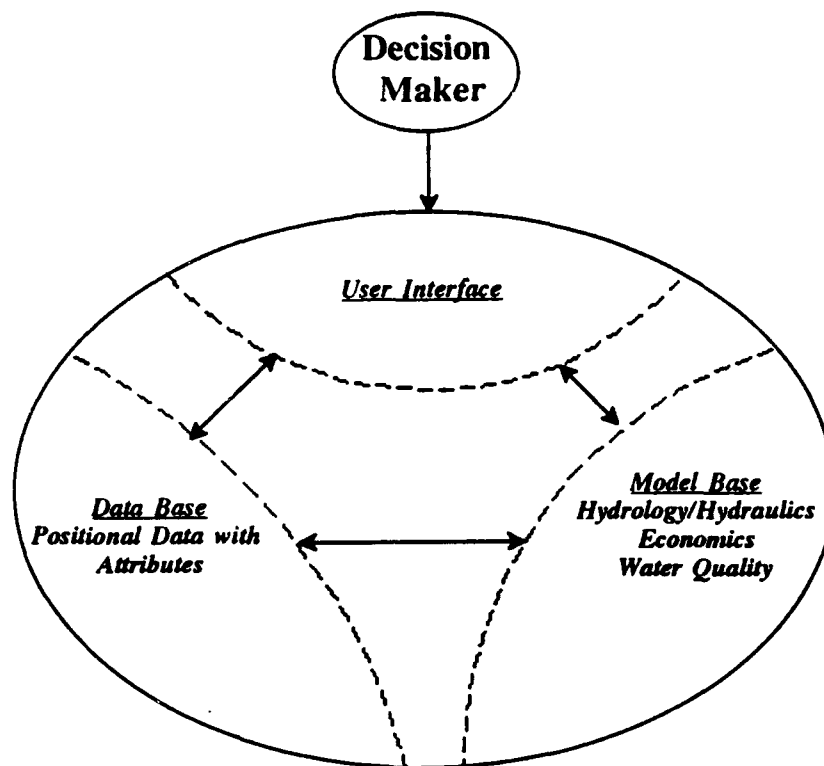 Decision
Maker
User Interface
Data Base
Positional Data with
Attributes
Model Base
Hydrology/Hydraulics
Economics
Water Quality